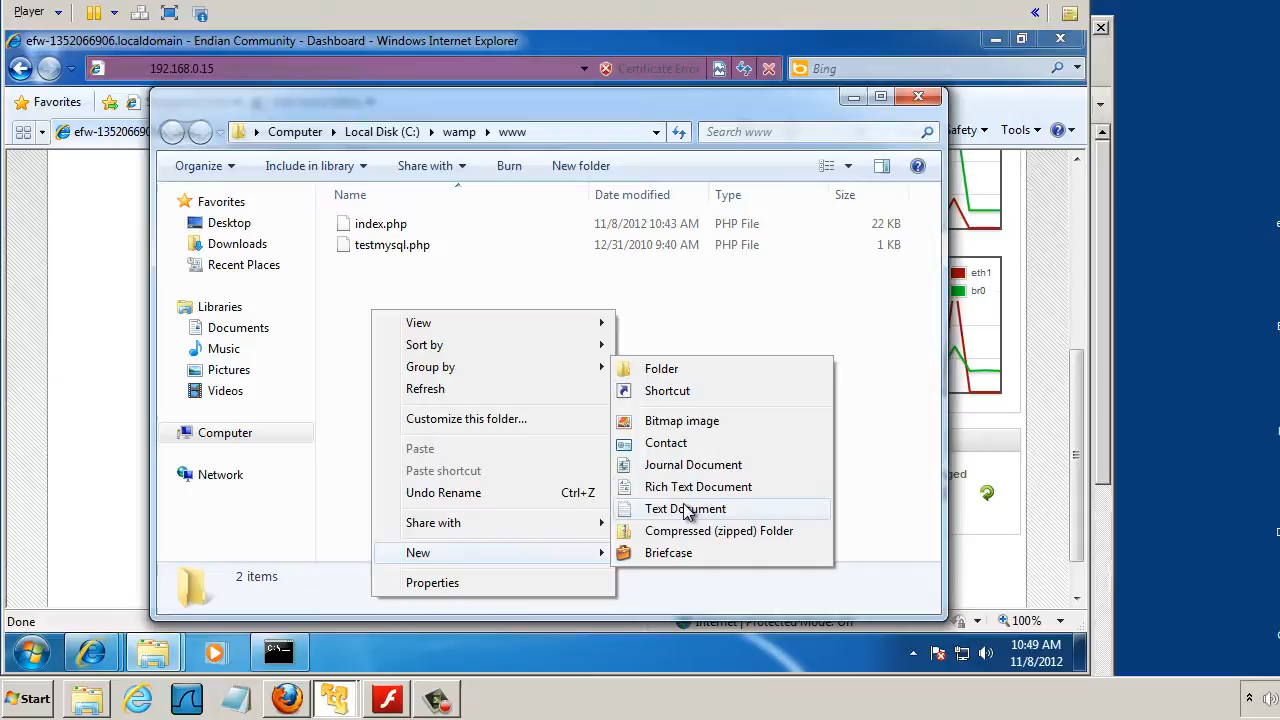 Player
efw-1352066906.localdomain - Endian Community - Dashboard - Windows Internet Explorer
192.168.0.15
Certificate Error
Bing
Favorites
efw-1352066906
Safety
Tools
Computer
Local Disk (C:)
wamp
www
Search www
Organize
Include in library
Share with
Burn
New folder
Name
Date modified
Type
Size
Favorites
Desktop
Downloads
Recent Places
Libraries
Documents
Music
Pictures
Videos
Computer
Network
index.php
11/8/2012 10:43 AM
PHP File
22 KB
testmysql.php
12/31/2010 9:40 AM
PHP File
1 KB
View
Sort by
Group by
Refresh
Customize this folder...
Paste
Paste shortcut
Undo Rename
Ctrl+Z
Share with
New
Properties
Folder
Shortcut
Bitmap image
Contact
Journal Document
Rich Text Document
Text Document
Compressed (zipped) Folder
Briefcase
eth1
br0
2 items
Done
Internet | Protected Mode: On
100%
10:49 AM
11/8/2012
Start